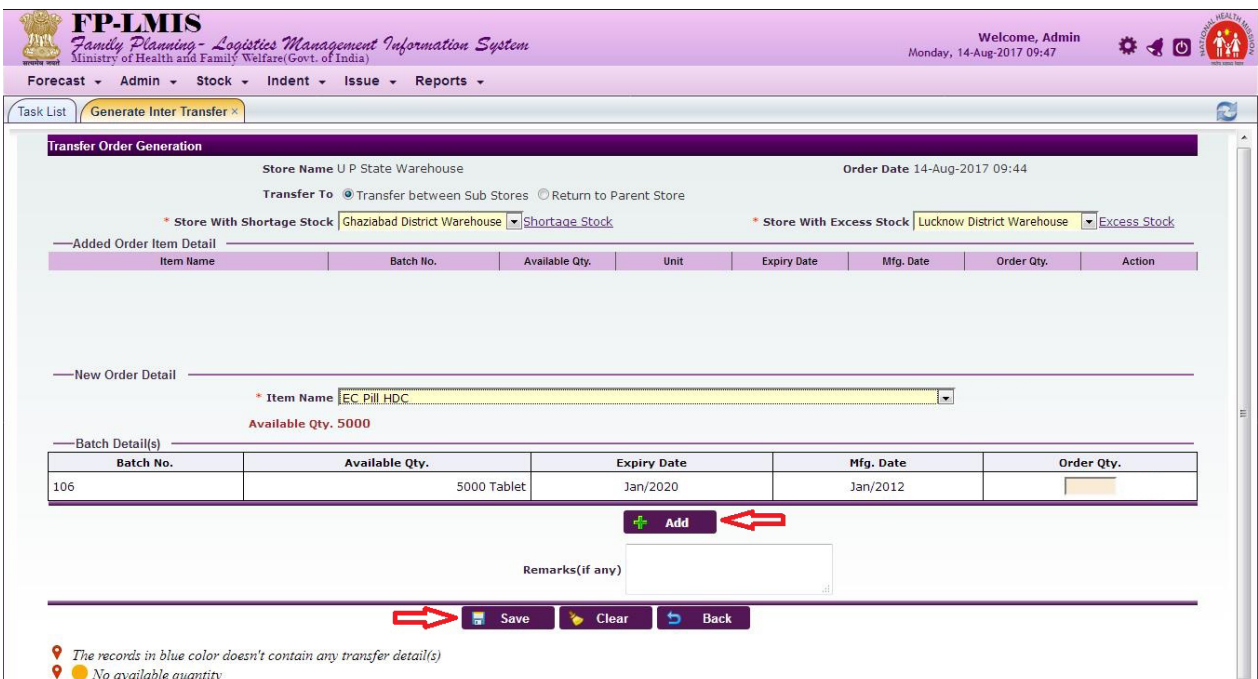 FP-LMIS
Family Planning- Logistics Management Information System
Ministry of Health and Family Welfare(Govt. of India)
सत्यमेव जयते
Welcome, Admin
Monday, 14-Aug-2017 09:47
NATIONAL HEALTH MISSION
Forecast Admin Stock Indent Issue Reports
Task List Generate Inter Transfer ×
Transfer Order Generation
Store Name U P State Warehouse Order Date 14-Aug-2017 09:44
Transfer To Transfer between Sub Stores Return to Parent Store
* Store With Shortage Stock Ghaziabad District Warehouse Shortage Stock * Store With Excess Stock Lucknow District Warehouse Excess Stock
Added Order Item Detail
Item Name Batch No. Available Qty. Unit Expiry Date Mfg. Date Order Qty. Action
New Order Detail
* Item Name EC Pill HDC
Available Qty. 5000
Batch Detail(s)
Batch No. Available Qty. Expiry Date Mfg. Date Order Qty.
106 5000 Tablet Jan/2020 Jan/2012
Add
Remarks(if any)
Save Clear Back
The records in blue color doesn't contain any transfer detail(s)
No available quantity